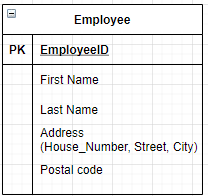 Employee
PK EmployeeID
First Name
Last Name
Address
(House_Number, Street, City)
Postal code